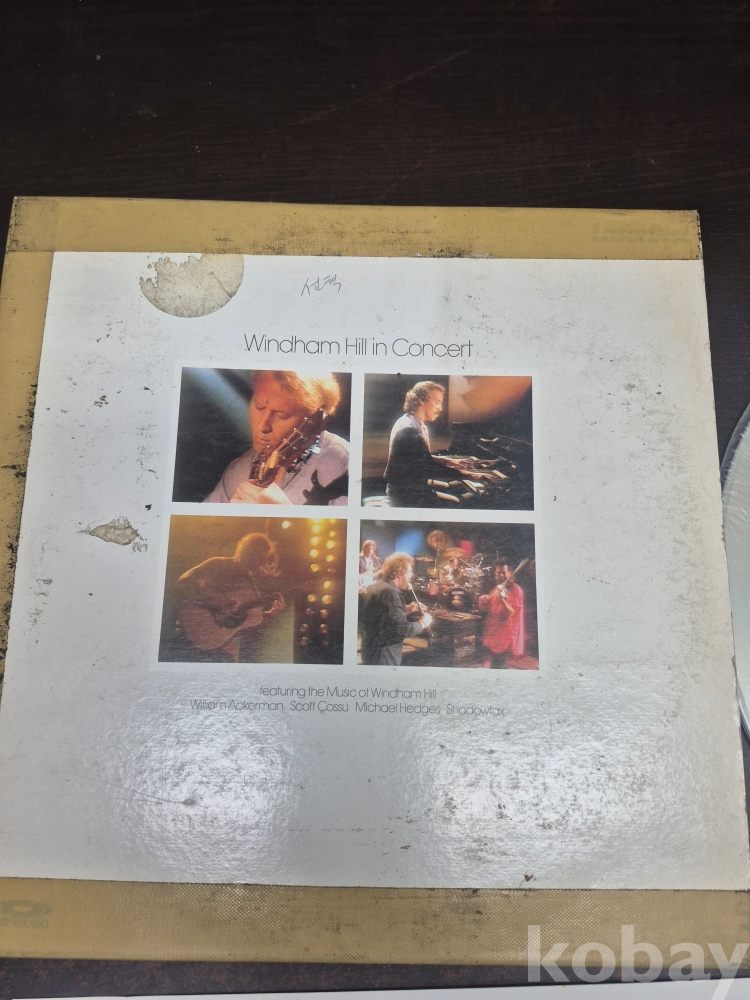 Windham Hill in Concert
featuring the Music of Windham Hill
William Ackerman Scott Cossu Michael Hedges Shadowfax
kobay